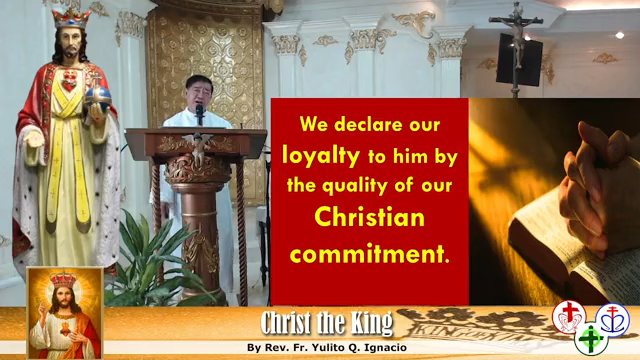 We declare our
loyalty to him by
the quality of our
Christian
commitment.
Christ the King
By Rev. Fr. Yulito Q. Ignacio